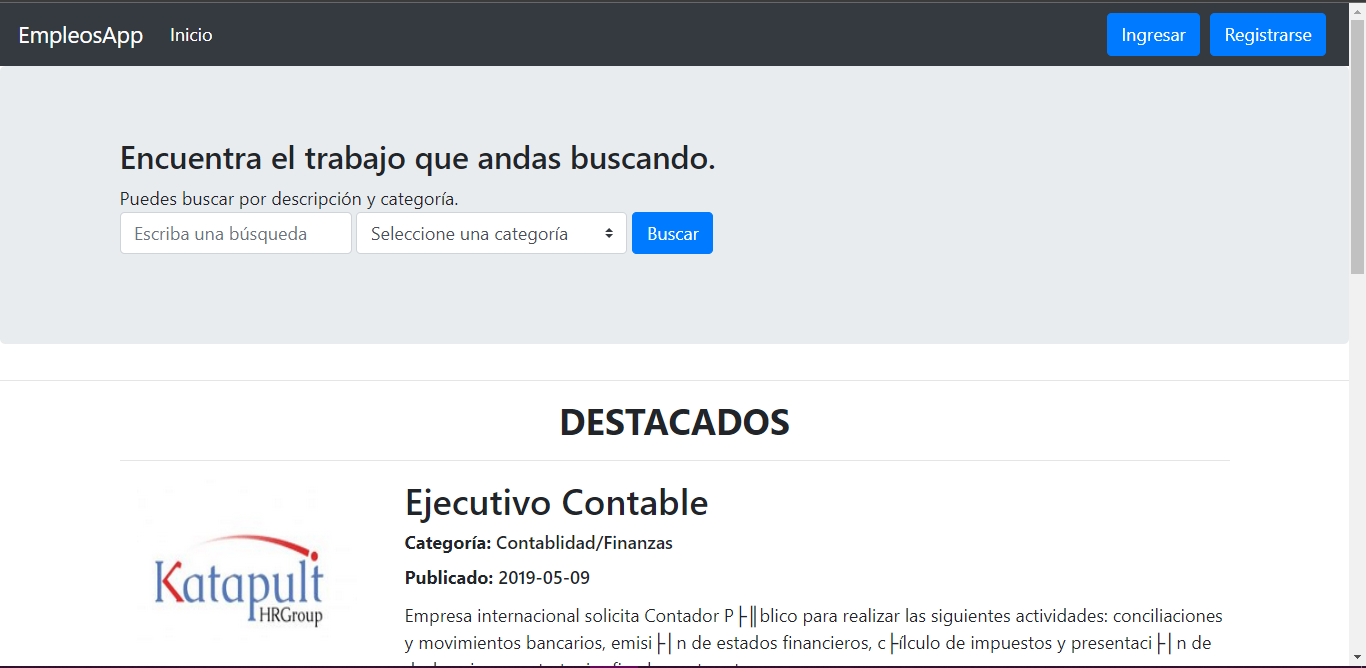 EmpleosApp Inicio Ingresar Registrarse
Encuentra el trabajo que andas buscando.
Puedes buscar por descripción y categoría.
Escriba una búsqueda Seleccione una categoría Buscar
DESTACADOS
Katapult
HRGroup
Ejecutivo Contable
Categoría: Contablidad/Finanzas
Publicado: 2019-05-09
Empresa internacional solicita Contador P├║blico para realizar las siguientes actividades: conciliaciones
y movimientos bancarios, emisi├│n de estados financieros, c├ílculo de impuestos y presentaci├│n de